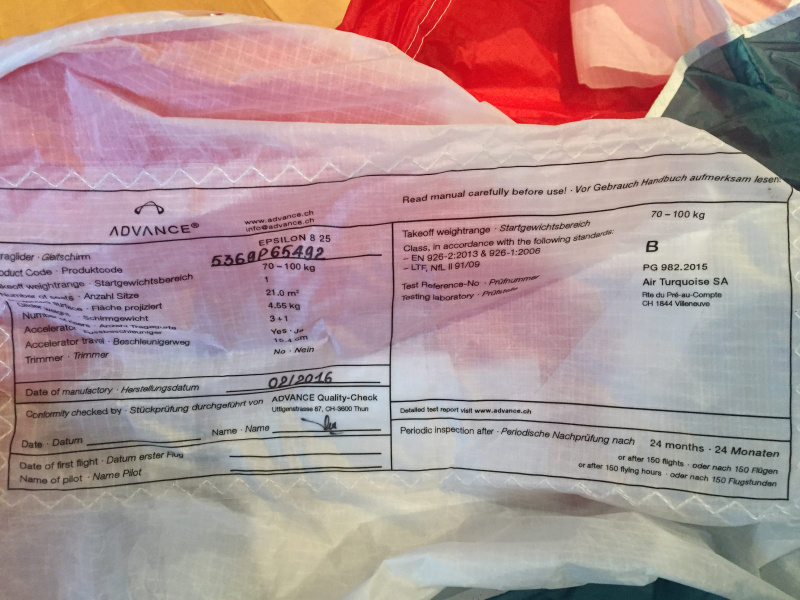 Read manual carefully before use! · Vor Gebrauch Handbuch aufmerksam lesen!
ADVANCE®
www.advance.ch
info@advance.ch
raglider · Gleitschirm EPSILON 8 25
oduct Code · Produktcode 5369P65492
keoff weightrange · Startgewichtsbereich 70 – 100 kg
Anzahl Sitze 1
Fläche projiziert 21.0 m²
Schirmgewicht 4,55 kg
Number 3+1
Accelerator Yes · Ja
Accelerator travel · Beschleunigerweg cm
Trimmer · Trimmer No · Nein
Date of manufactory · Herstellungsdatum 02/2016
Conformity checked by · Stückprüfung durchgeführt von ADVANCE Quality-Check
Uttigenstrasse 87, CH-3600 Thun
Date · Datum Name · Name
Date of first flight · Datum erster Flug
Name of pilot · Name Pilot
Takeoff weightrange · Startgewichtsbereich 70 – 100 kg
Class, in accordance with the following standards: B
– EN 926-2:2013 & 926-1:2006
– LTF, NfL II 91/09
Test Reference-No · Prüfnummer PG 982.2015
Testing laboratory · Prüfstelle Air Turquoise SA
Rte du Pré-au-Compte
CH 1844 Villeneuve
Detailed test report visit www.advance.ch
Periodic inspection after · Periodische Nachprüfung nach 24 months · 24 Monaten
or after 150 flights · oder nach 150 Flügen
or after 150 flying hours · oder nach 150 Flugstunden